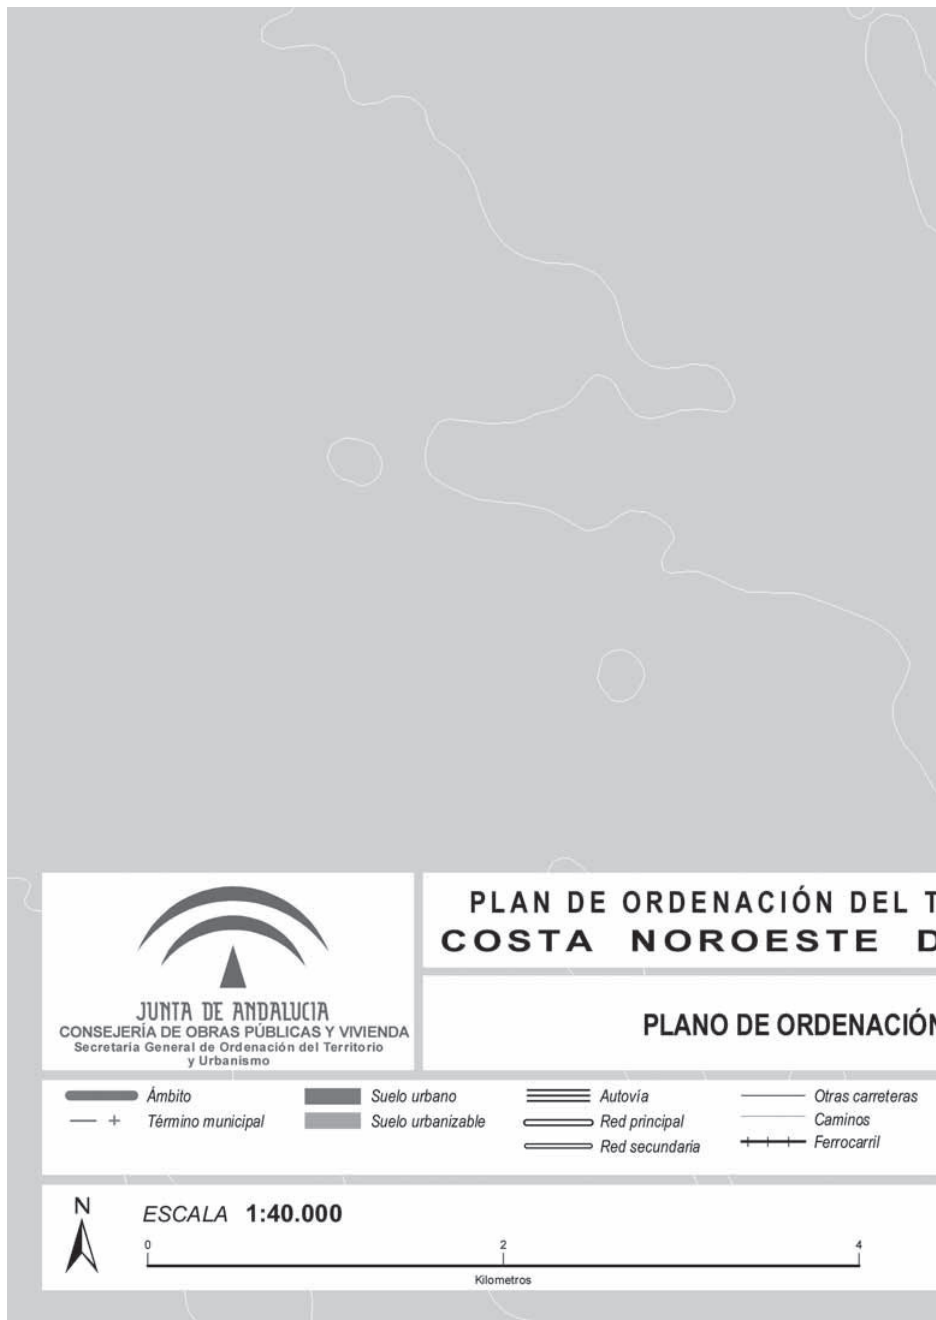 JUNTA DE ANDALUCIA
CONSEJERÍA DE OBRAS PÚBLICAS Y VIVIENDA
Secretaría General de Ordenación del Territorio
y Urbanismo
PLAN DE ORDENACIÓN DEL T
COSTA NOROESTE D
PLANO DE ORDENACIÓN
Ámbito
Término municipal
Suelo urbano
Suelo urbanizable
Autovía
Red principal
Red secundaria
Otras carreteras
Caminos
Ferrocarril
N
ESCALA 1:40.000
0 2 4
Kilometros